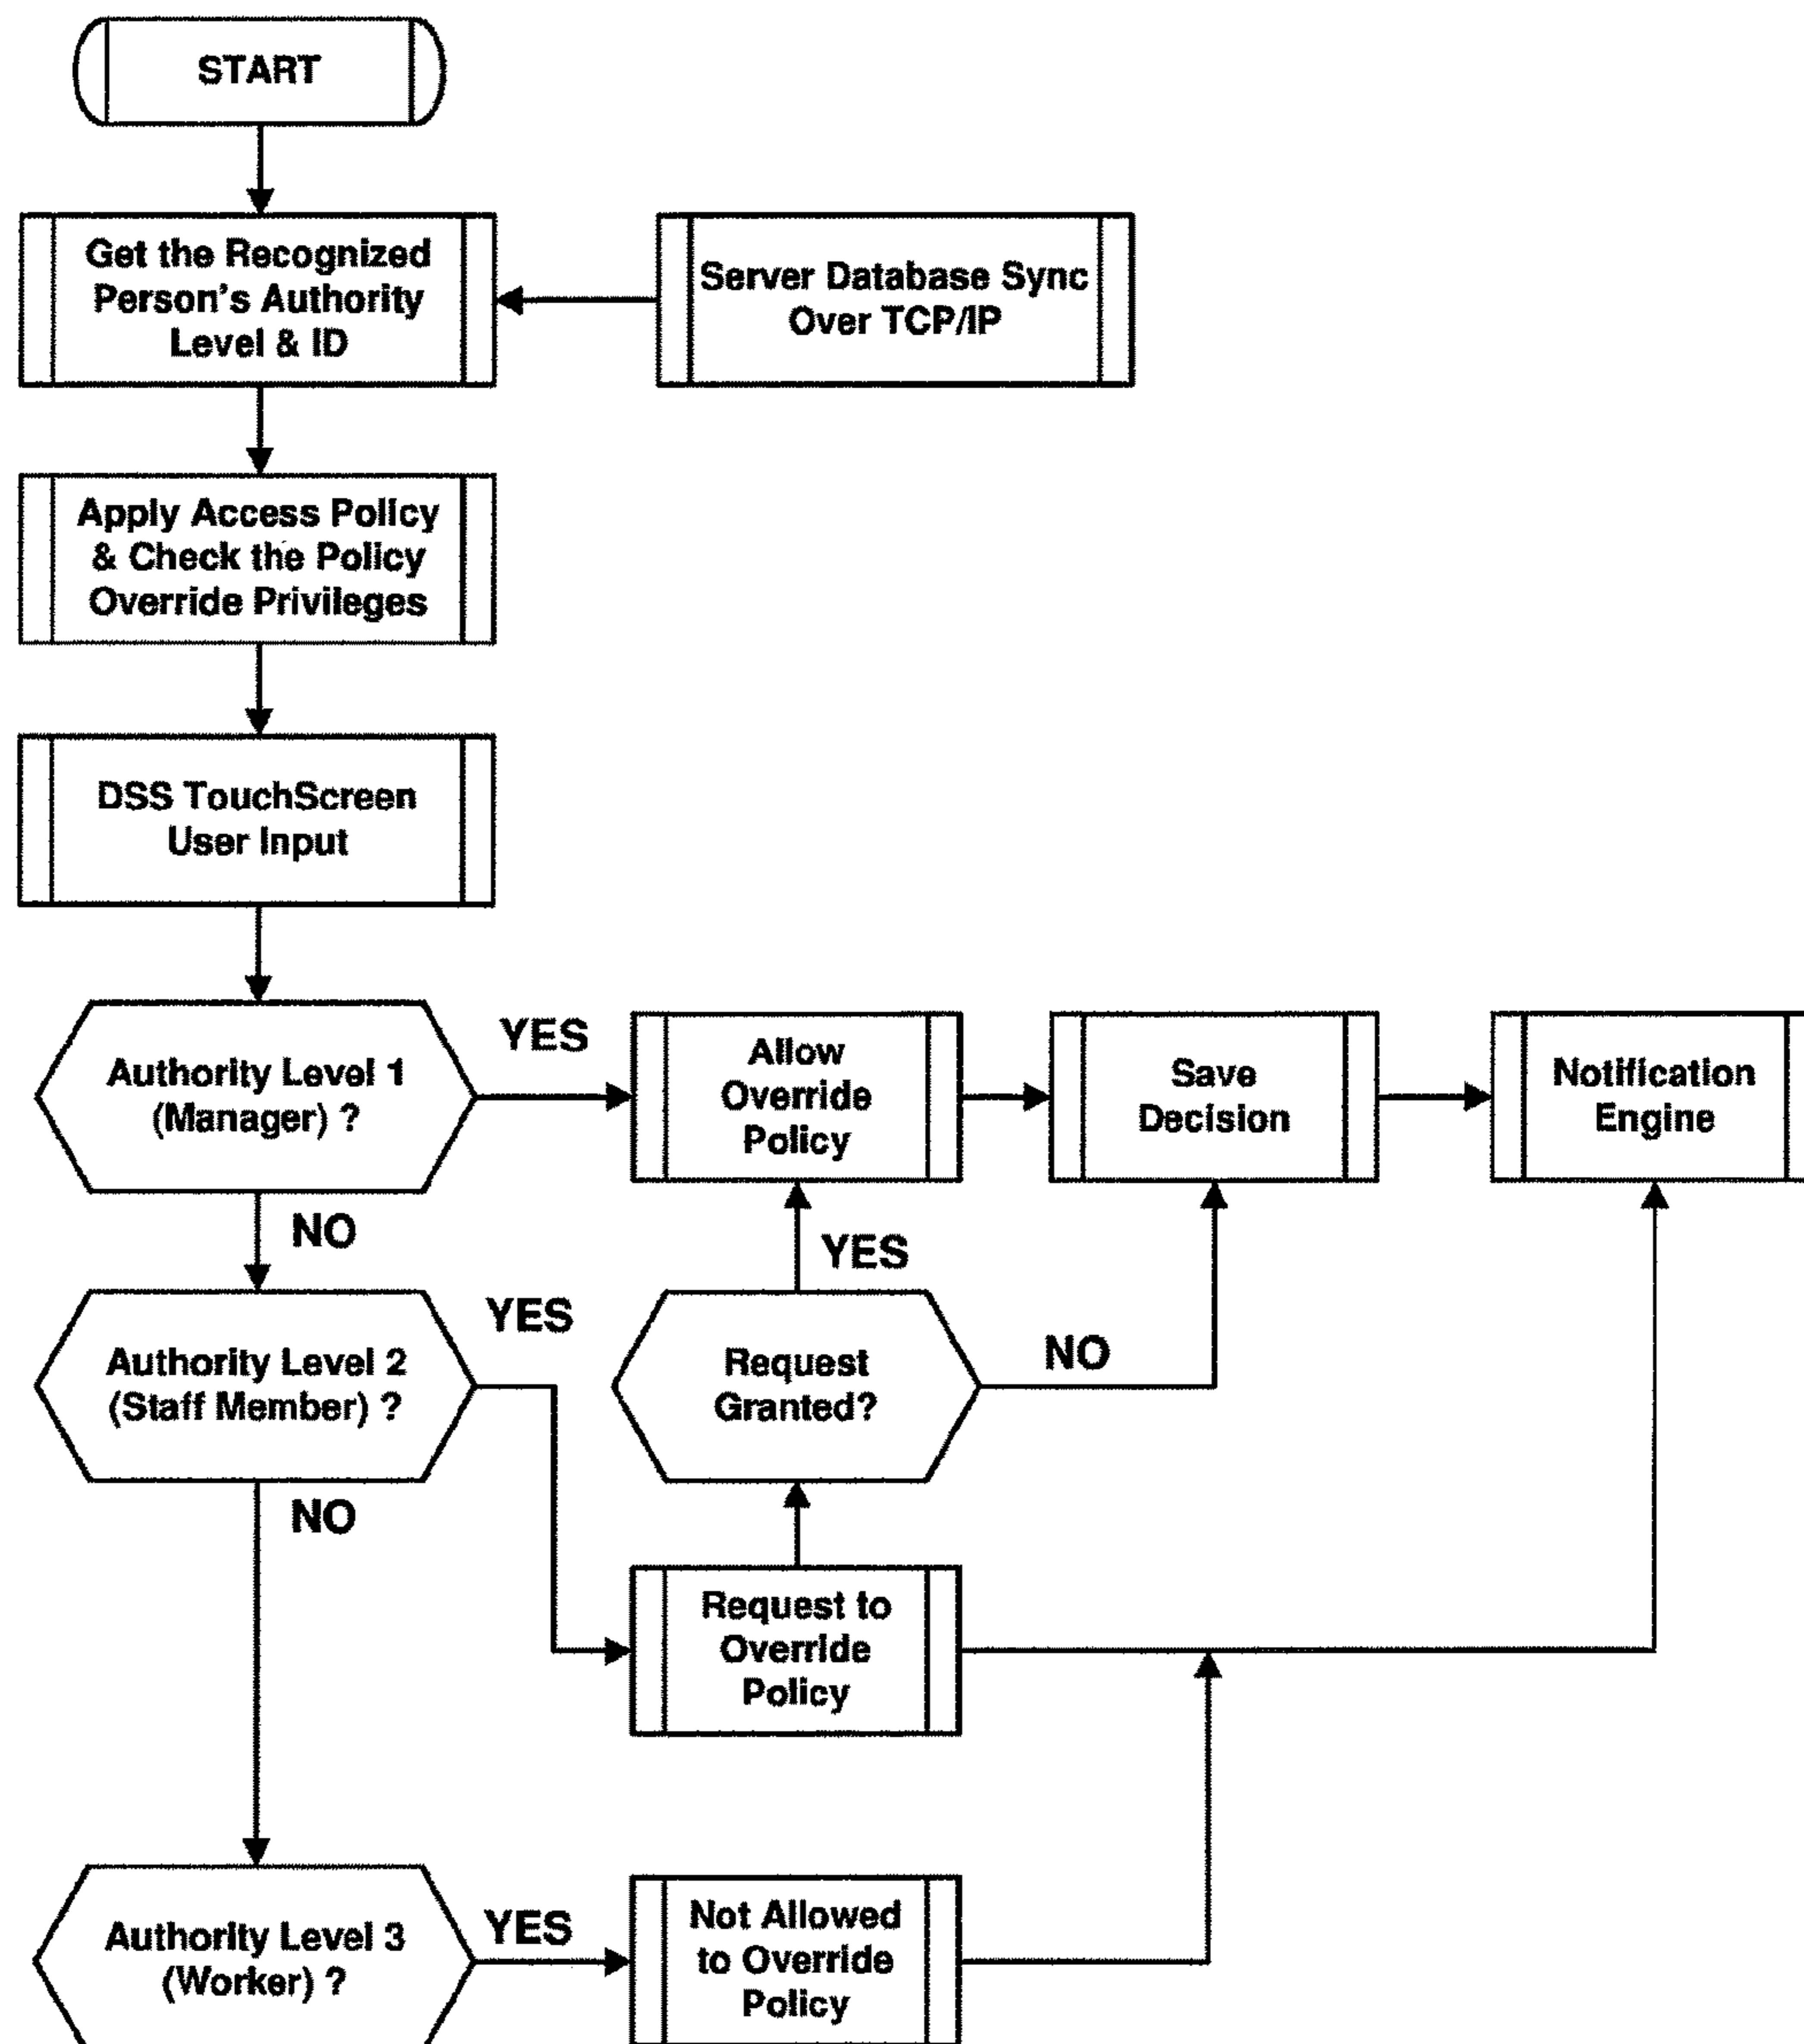 START
Get the Recognized
Person's Authority
Level & ID
Server Database Sync
Over TCP/IP
Apply Access Policy
& Check the Policy
Override Privileges
DSS TouchScreen
User Input
Authority Level 1
(Manager) ?
YES
Allow
Override
Policy
Save
Decision
Notification
Engine
NO
YES
Authority Level 2
(Staff Member) ?
YES
Request
Granted?
NO
NO
Request to
Override
Policy
Authority Level 3
(Worker) ?
YES
Not Allowed
to Override
Policy